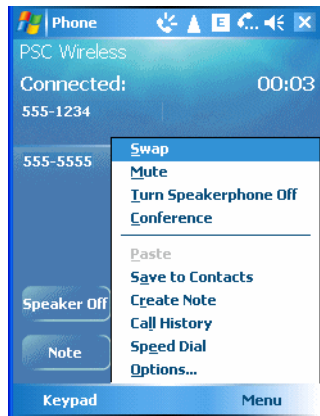 Phone E
PSC Wireless
Connected: 00:03
555-1234
555-5555
Swap
Mute
Turn Speakerphone Off
Conference
Paste
Save to Contacts
Create Note
Call History
Speed Dial
Options...
Speaker Off
Note
Keypad Menu